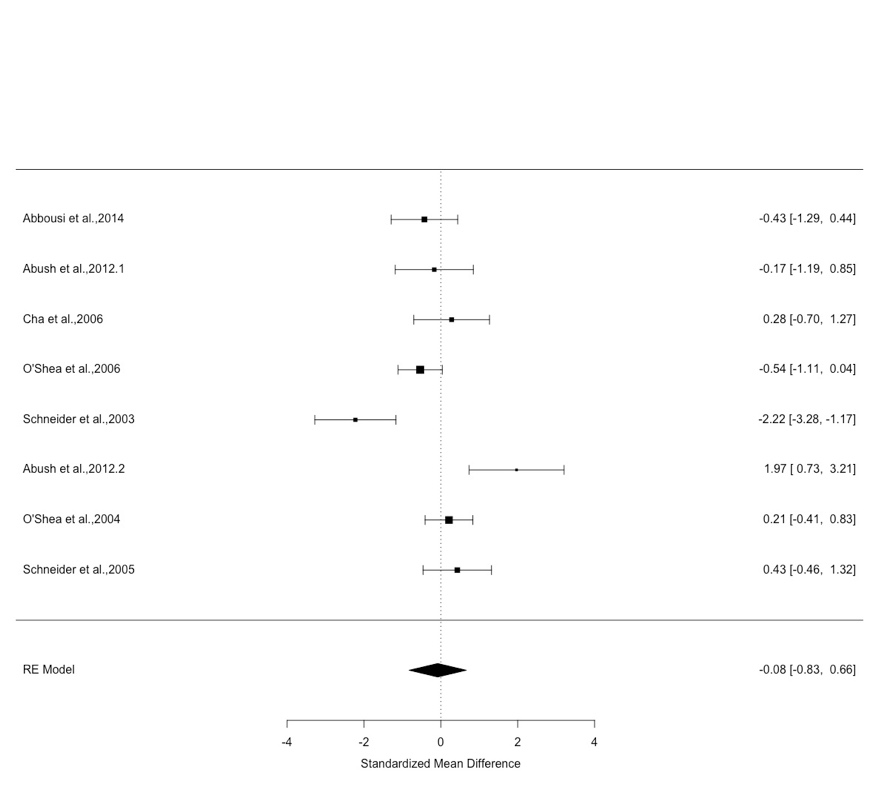 Abbousi et al.,2014 -0.43 [-1.29, 0.44]
Abush et al.,2012.1 -0.17 [-1.19, 0.85]
Cha et al.,2006 0.28 [-0.70, 1.27]
O'Shea et al.,2006 -0.54 [-1.11, 0.04]
Schneider et al.,2003 -2.22 [-3.28, -1.17]
Abush et al.,2012.2 1.97 [ 0.73, 3.21]
O'Shea et al.,2004 0.21 [-0.41, 0.83]
Schneider et al.,2005 0.43 [-0.46, 1.32]
RE Model -0.08 [-0.83, 0.66]
-4 -2 0 2 4
Standardized Mean Difference